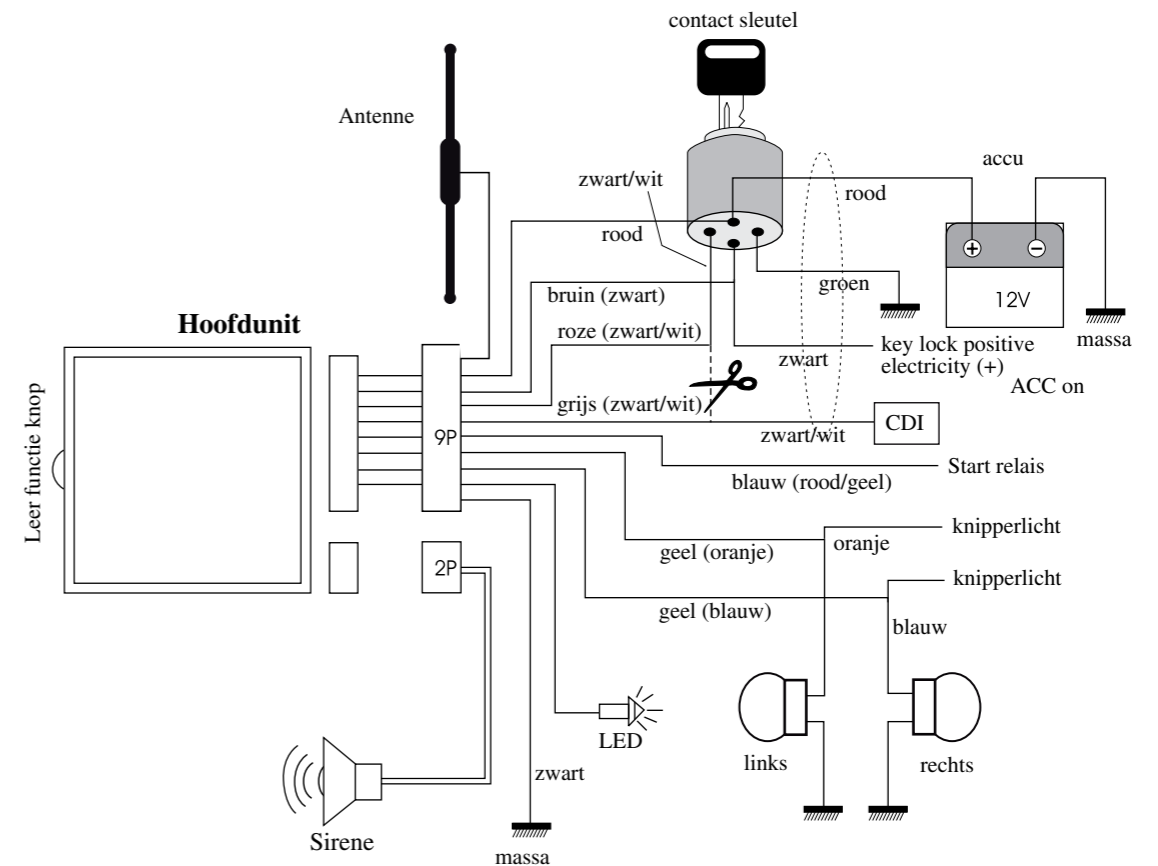 contact sleutel
Antenne
accu
zwart/wit
rood
rood
+
−
groen
bruin (zwart)
12V
Hoofdunit
roze (zwart/wit)
massa
zwart
key lock positive
electricity (+)
ACC on
Leer functie knop
grijs (zwart/wit)
9P
CDI
zwart/wit
Start relais
blauw (rood/geel)
knipperlicht
oranje
geel (oranje)
2P
knipperlicht
geel (blauw)
blauw
LED
links
rechts
zwart
Sirene
massa